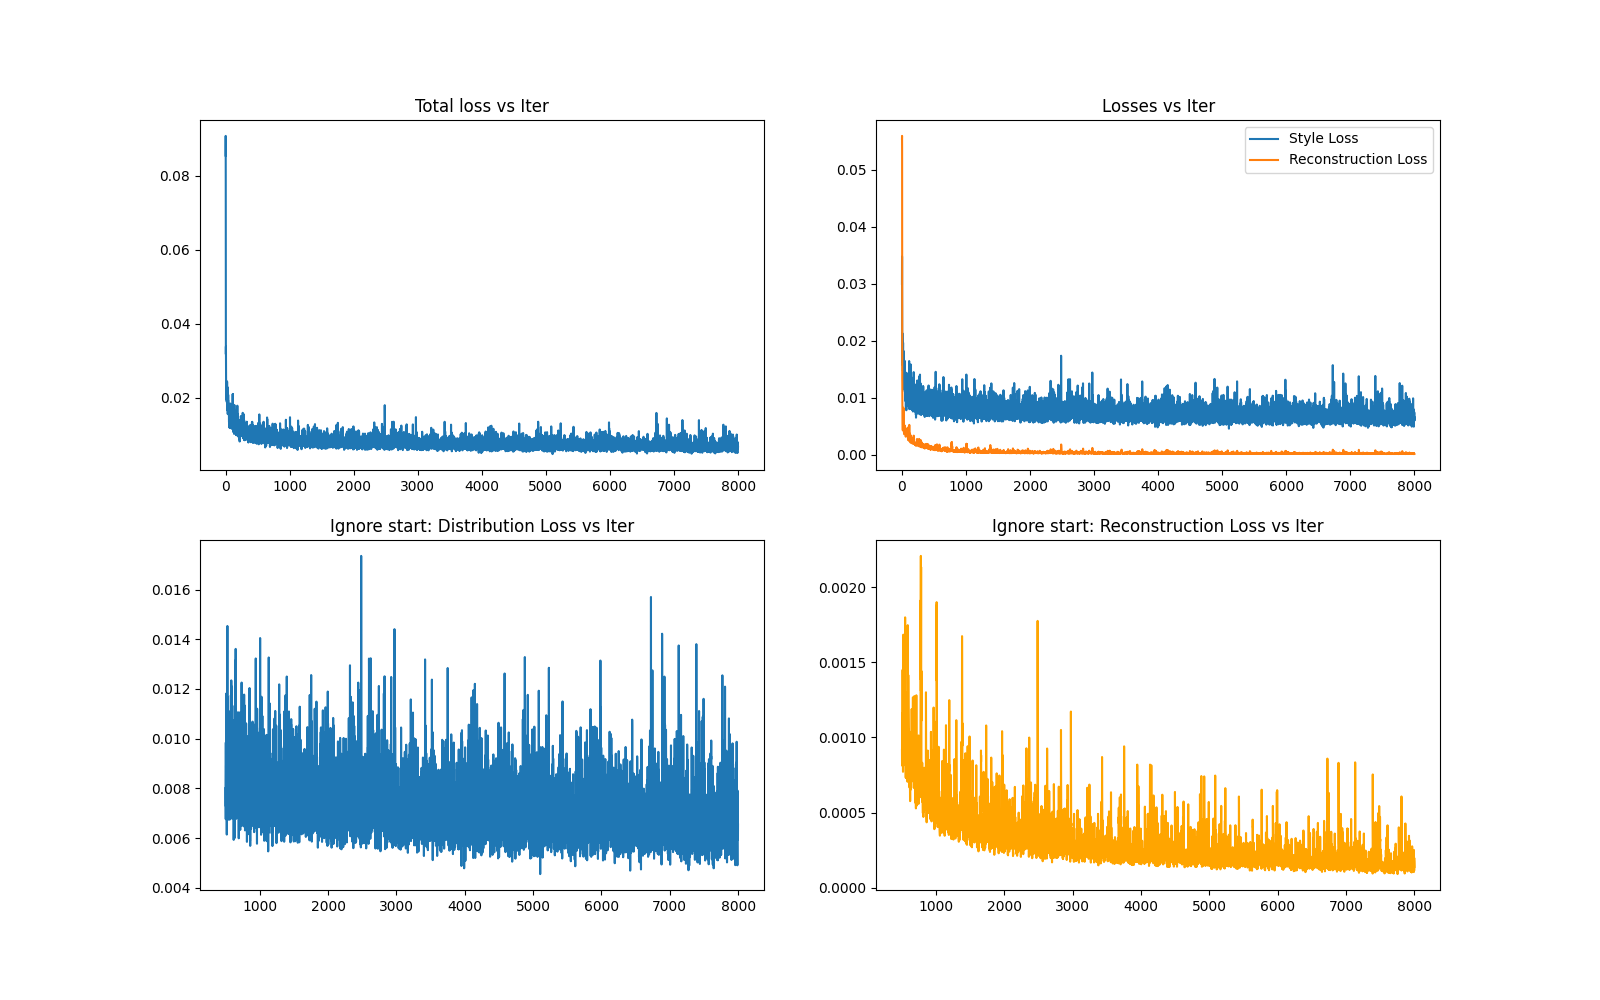 Total loss vs Iter
0.08
0.06
0.04
0.02
0 1000 2000 3000 4000 5000 6000 7000 8000
Losses vs Iter
Style Loss
Reconstruction Loss
0.05
0.04
0.03
0.02
0.01
0.00
0 1000 2000 3000 4000 5000 6000 7000 8000
Ignore start: Distribution Loss vs Iter
0.016
0.014
0.012
0.010
0.008
0.006
0.004
1000 2000 3000 4000 5000 6000 7000 8000
Ignore start: Reconstruction Loss vs Iter
0.0020
0.0015
0.0010
0.0005
0.0000
1000 2000 3000 4000 5000 6000 7000 8000